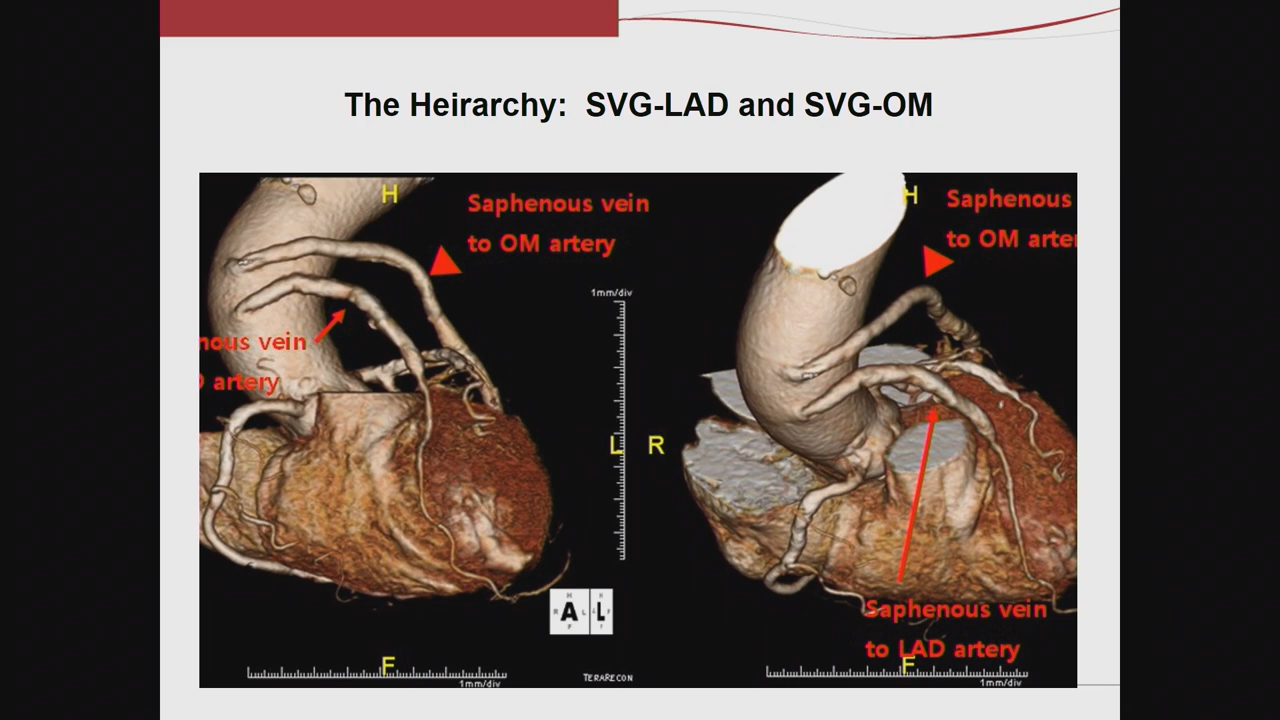 The Heirarchy: SVG-LAD and SVG-OM
H
Saphenous vein
to OM artery
1mm/div
nous vein
artery
L
A
L
F
1mm/div
TERARECON
H
Saphenous
to OM arter
R
Saphenous vein
to LAD artery
F
1mm/div